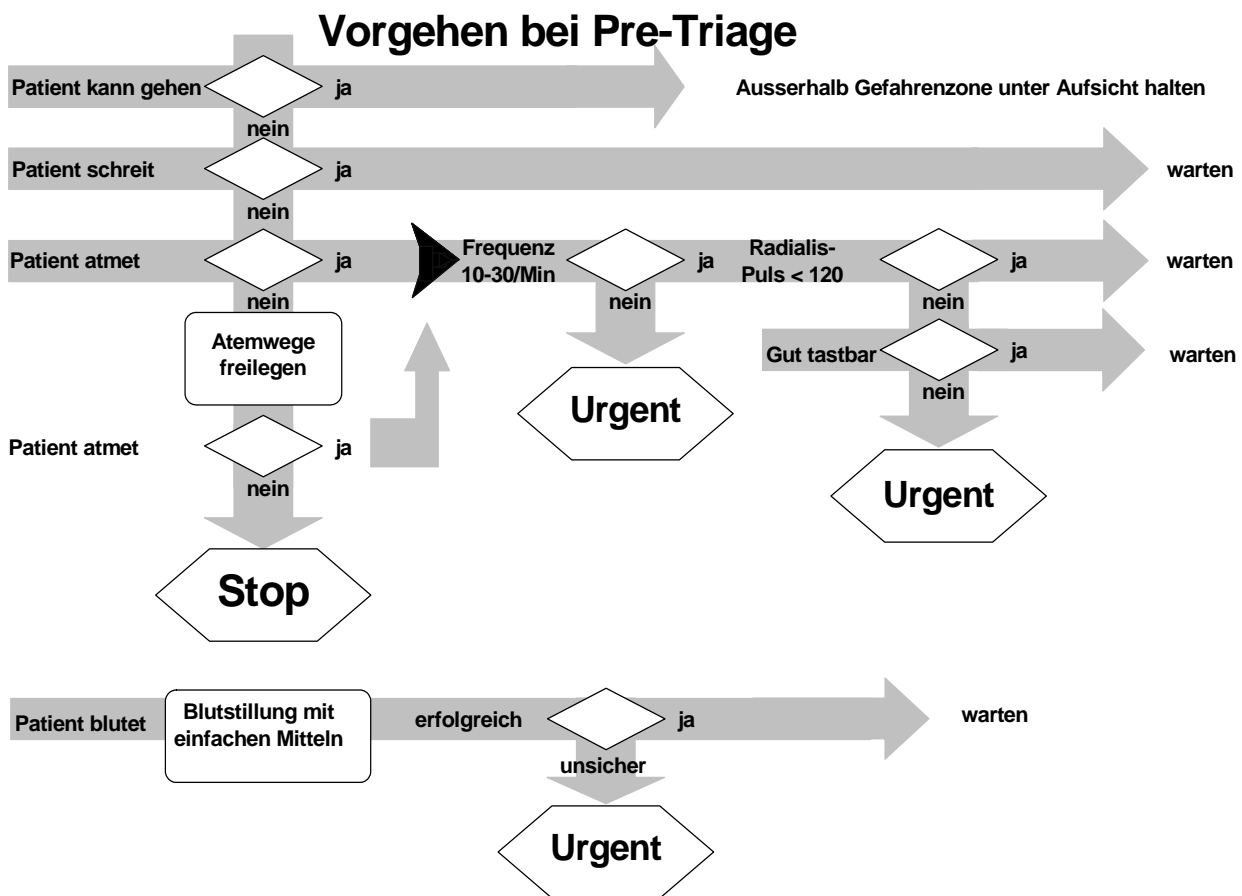 Vorgehen bei Pre-Triage
Patient kann gehen
ja
Ausserhalb Gefahrenzone unter Aufsicht halten
nein
Patient schreit
ja
warten
nein
Patient atmet
ja
Frequenz
10-30/Min
ja
Radialis-
Puls < 120
ja
warten
nein
nein
nein
Atemwege
freilegen
Gut tastbar
ja
warten
nein
Urgent
Patient atmet
ja
nein
Urgent
Stop
Patient blutet
Blutstillung mit
einfachen Mitteln
erfolgreich
ja
warten
unsicher
Urgent